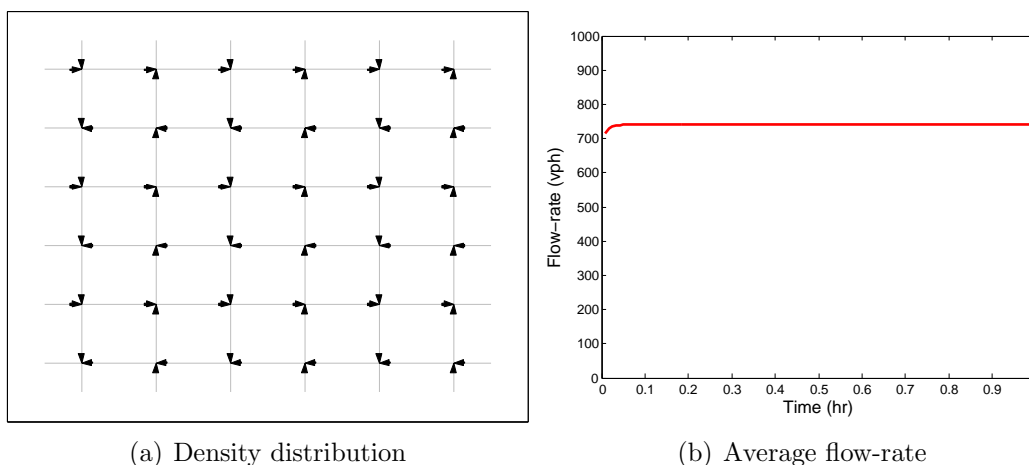 1000
900
800
700
600
500
400
300
200
100
0
Flow-rate (vph)
0 0.1 0.2 0.3 0.4 0.5 0.6 0.7 0.8 0.9
Time (hr)
(a) Density distribution
(b) Average flow-rate